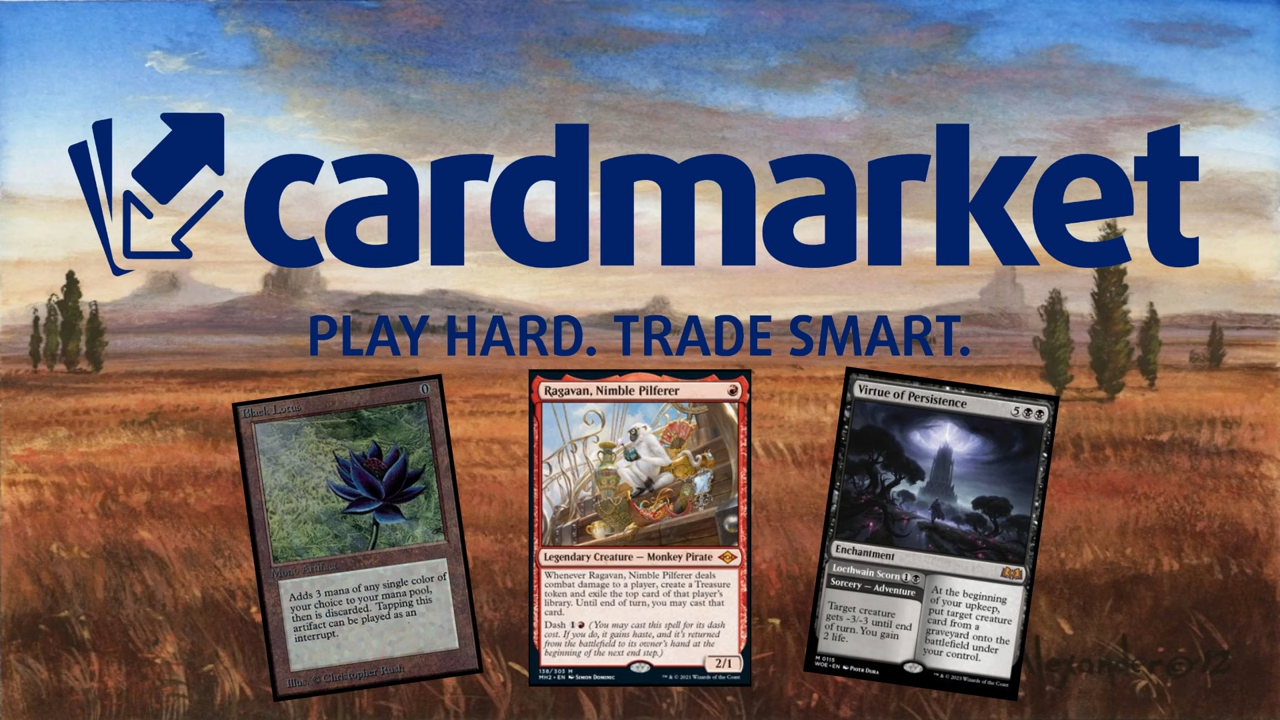 cardmarket
PLAY HARD. TRADE SMART.
Black Lotus
0
Mono Artifact
Adds 3 mana of any single color of
your choice to your mana pool,
then is discarded. Tapping this
artifact can be played as an
interrupt.
Illus. © Christopher Rush
Ragavan, Nimble Pilferer
Legendary Creature — Monkey Pirate
Whenever Ragavan, Nimble Pilferer deals
combat damage to a player, create a Treasure
token and exile the top card of that player's
library. Until end of turn, you may cast that
card.
Dash 1 (You may cast this spell for its dash
cost. If you do, it gains haste, and it's returned
from the battlefield to its owner's hand at the
beginning of the next end step.)
2/1
138/303 M
MH2 • EN Simon Dominic
™ & © 2021 Wizards of the Coast
Virtue of Persistence
5
Enchantment
Locthwain Scorn 1
Sorcery — Adventure
Target creature
gets -3/-3 until end
of turn. You gain
2 life.
At the beginning
of your upkeep,
put target creature
card from a
graveyard onto the
battlefield under
your control.
M 0115
WOE • EN Piotr Dura
™ & © 2023 Wizards of the Coast